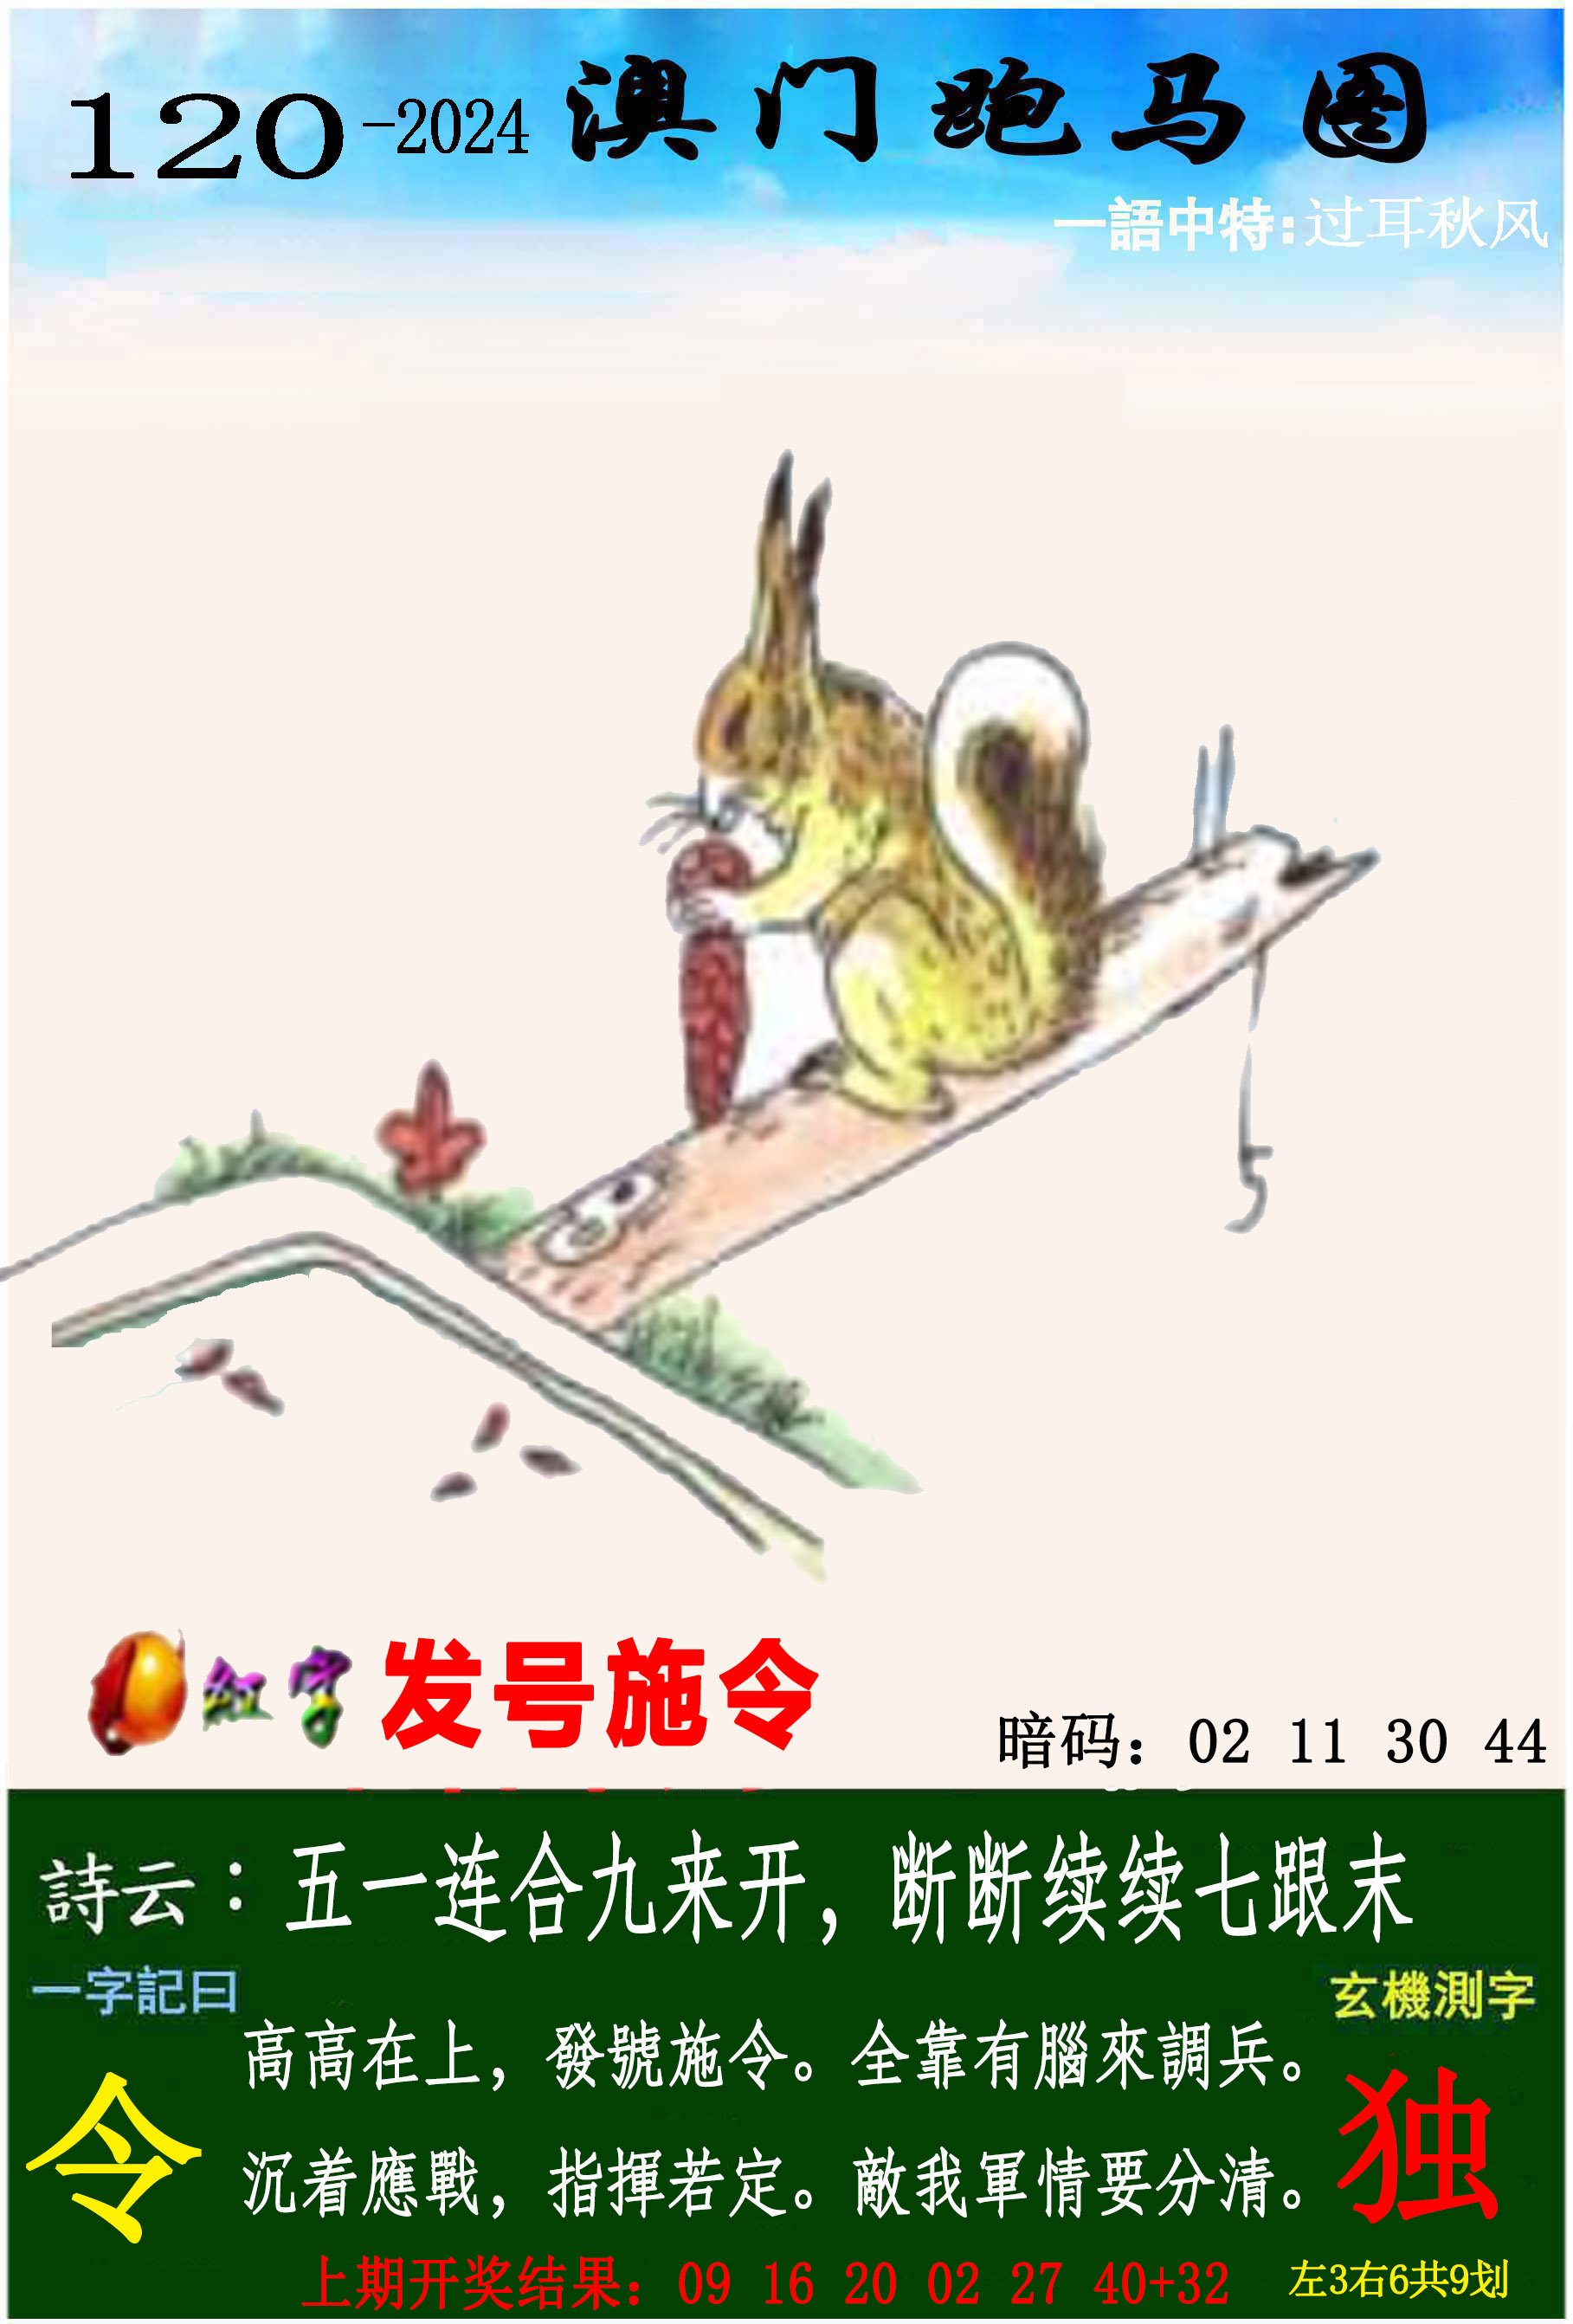 120-2024 澳门跑马图
一語中特:过耳秋风
5
红字 发号施令
暗码：02 11 30 44
詩云：五一连合九来开，断断续续七跟末
一字記曰
玄機測字
高高在上，發號施令。全靠有腦來調兵。
令
独
沉着應戰，指揮若定。敵我軍情要分清。
上期开奖结果：09 16 20 02 27 40+32
左3右6共9划